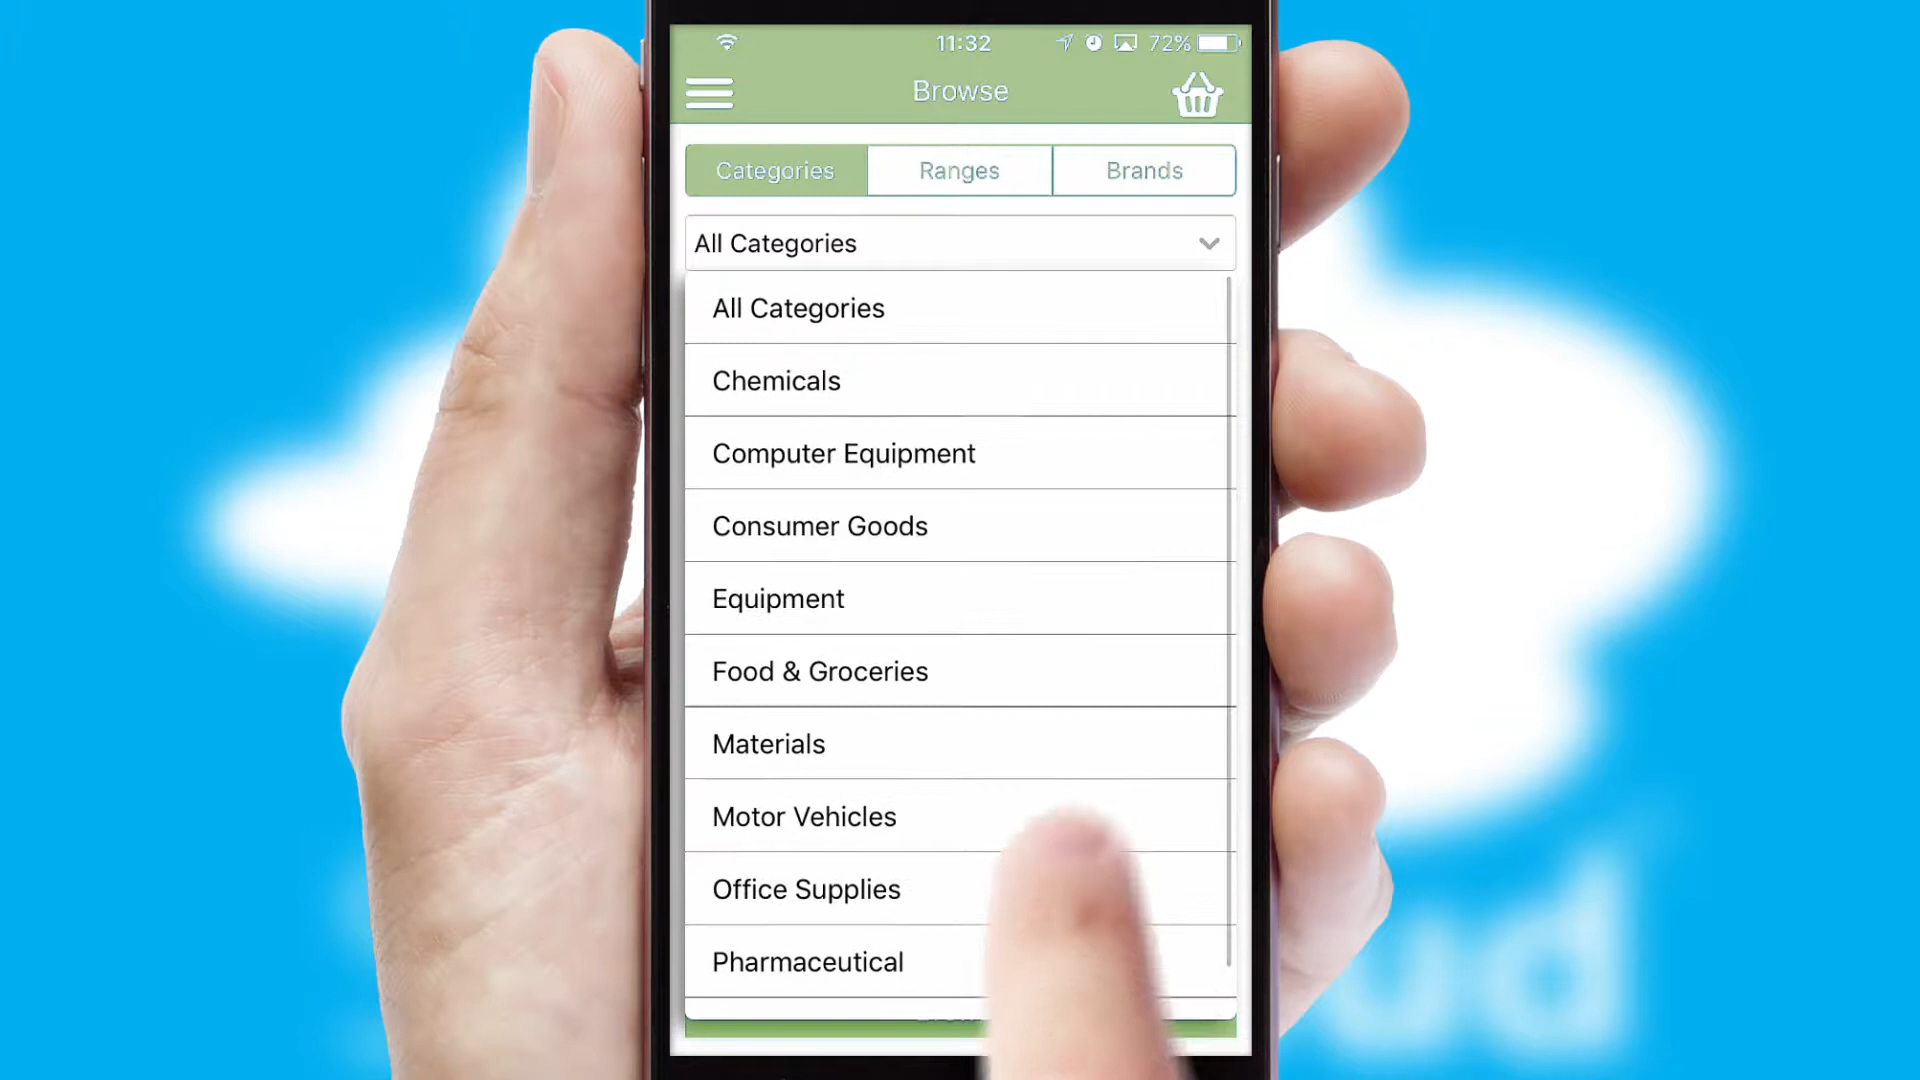 11:32
72%
Browse
Categories
Ranges
Brands
All Categories
All Categories
Chemicals
Computer Equipment
Consumer Goods
Equipment
Food & Groceries
Materials
Motor Vehicles
Office Supplies
Pharmaceutical
ud